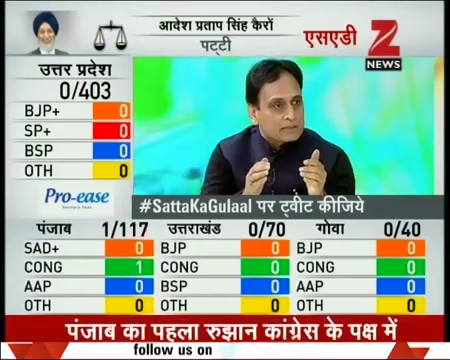 आदेश प्रताप सिंह कैरों
पट्टी
एसएडी
Z
NEWS
उत्तर प्रदेश
0/403
BJP+ 0
SP+ 0
BSP 0
OTH 0
Pro-ease
#SattaKaGulaal पर ट्वीट कीजिये
पंजाब 1/117
SAD+ 0
CONG 1
AAP 0
OTH 0
उत्तराखंड 0/70
BJP 0
CONG 0
BSP 0
OTH 0
गोवा 0/40
BJP 0
CONG 0
AAP 0
OTH 0
पंजाब का पहला रुझान कांग्रेस के पक्ष में
follow us on